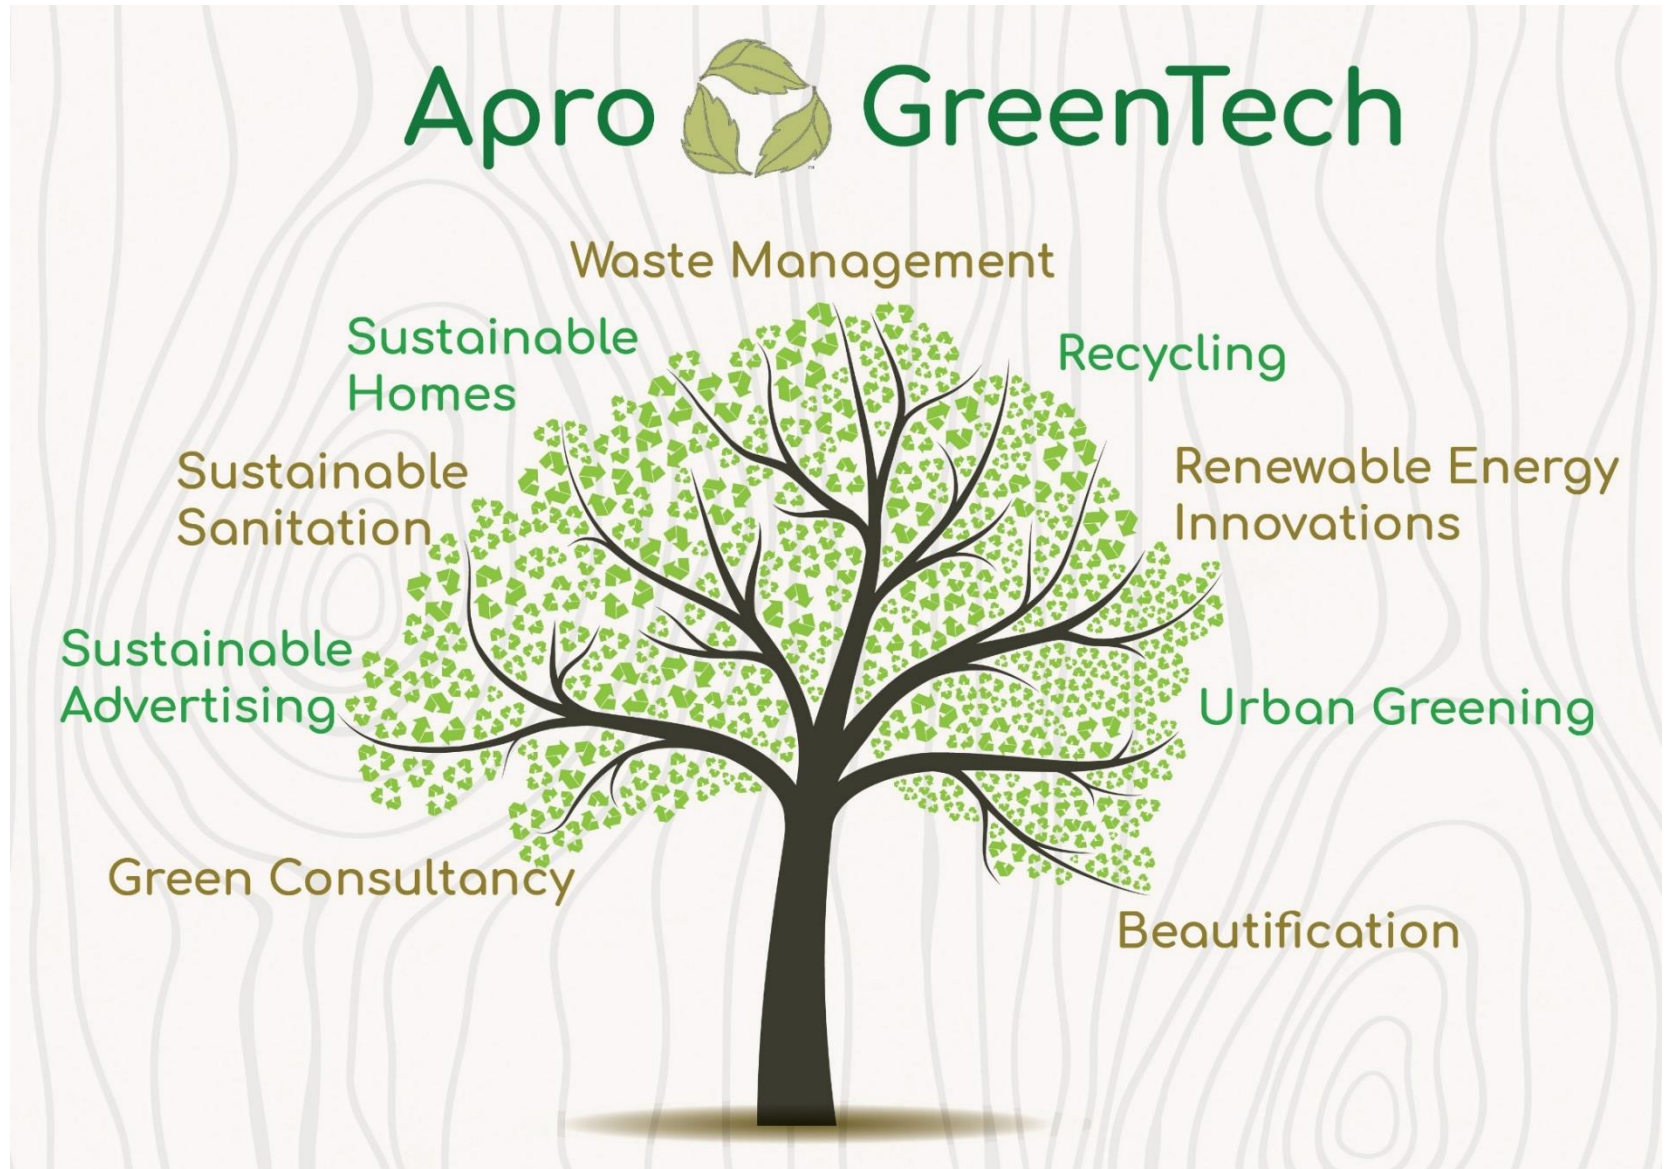 Apro GreenTech
Waste Management
Sustainable
Homes
Recycling
Sustainable
Sanitation
Renewable Energy
Innovations
Sustainable
Advertising
Urban Greening
Green Consultancy
Beautification